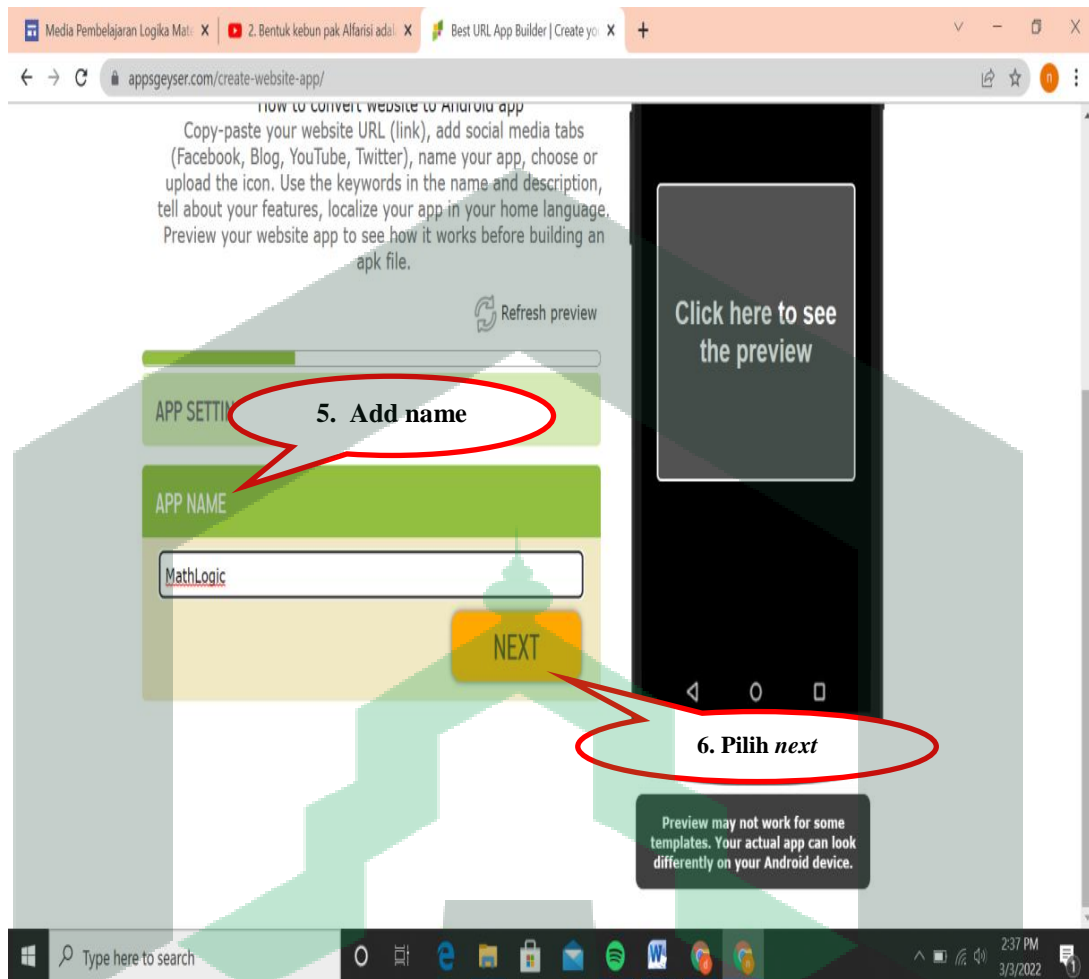 Media Pembelajaran Logika Mate
2. Bentuk kebun pak Alfarisi adal
Best URL App Builder | Create yo
appsgeyser.com/create-website-app/
n
How to convert website to Android app
Copy-paste your website URL (link), add social media tabs
(Facebook, Blog, YouTube, Twitter), name your app, choose or
upload the icon. Use the keywords in the name and description,
tell about your features, localize your app in your home language.
Preview your website app to see how it works before building an
apk file.
Refresh preview
Click here to see
the preview
APP SETTIN
5. Add name
APP NAME
MathLogic
NEXT
6. Pilih next
Preview may not work for some
templates. Your actual app can look
differently on your Android device.
Type here to search
2:37 PM
3/3/2022